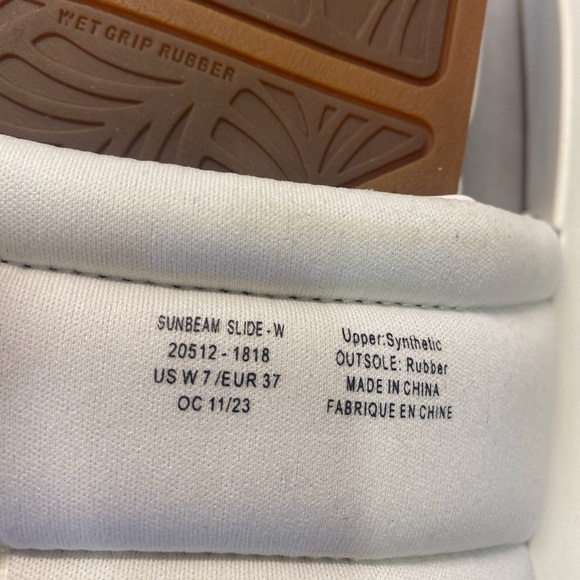 WET GRIP RUBBER
SUNBEAM SLIDE - W
20512 - 1818
US W 7 /EUR 37
OC 11/23
Upper:Synthetic
OUTSOLE: Rubber
MADE IN CHINA
FABRIQUE EN CHINE